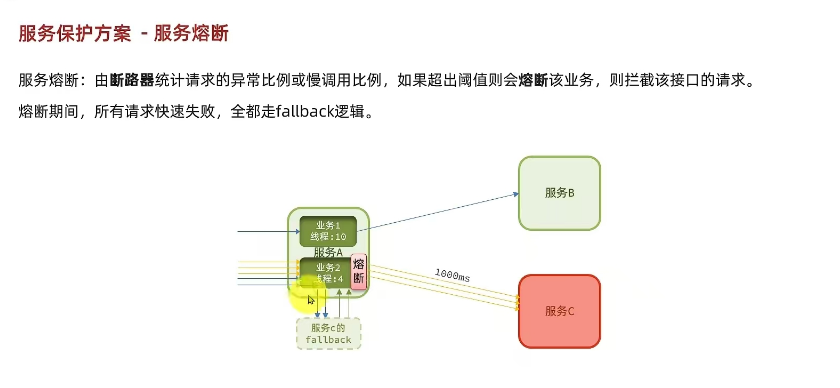 服务保护方案 - 服务熔断
服务熔断：由断路器统计请求的异常比例或慢调用比例，如果超出阈值则会熔断该业务，则拦截该接口的请求。
熔断期间，所有请求快速失败，全都走fallback逻辑。
服务B
业务1
线程:10
服务A
业务2
线程:4
熔
断
1000ms
服务C
服务c的
fallback